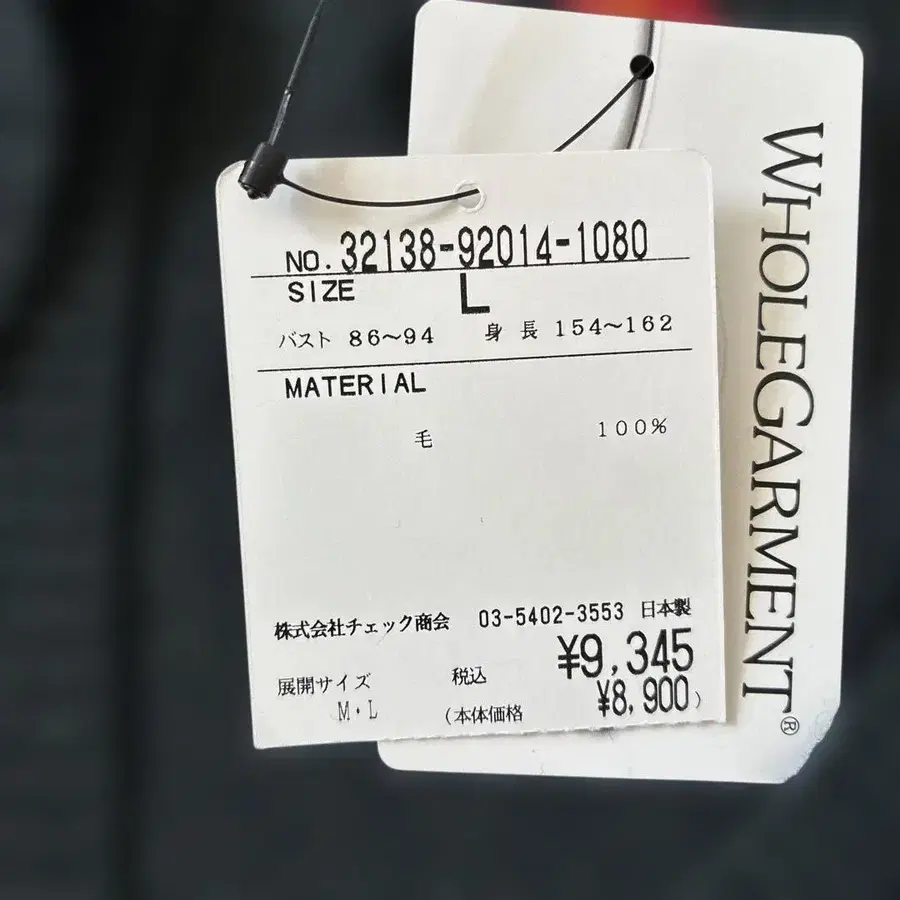 NO. 32138-92014-1080
SIZE L
バスト 86～94 身長 154～162
MATERIAL
毛 100%
株式会社チェック商会 03-5402-3553 日本製
¥9,345
展開サイズ 税込
M・L (本体価格 ¥8,900)
WHOLEGARMENT®